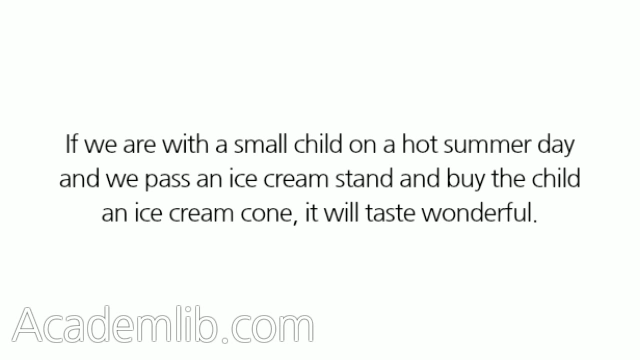 If we are with a small child on a hot summer day
and we pass an ice cream stand and buy the child
an ice cream cone, it will taste wonderful.
Academlib.com